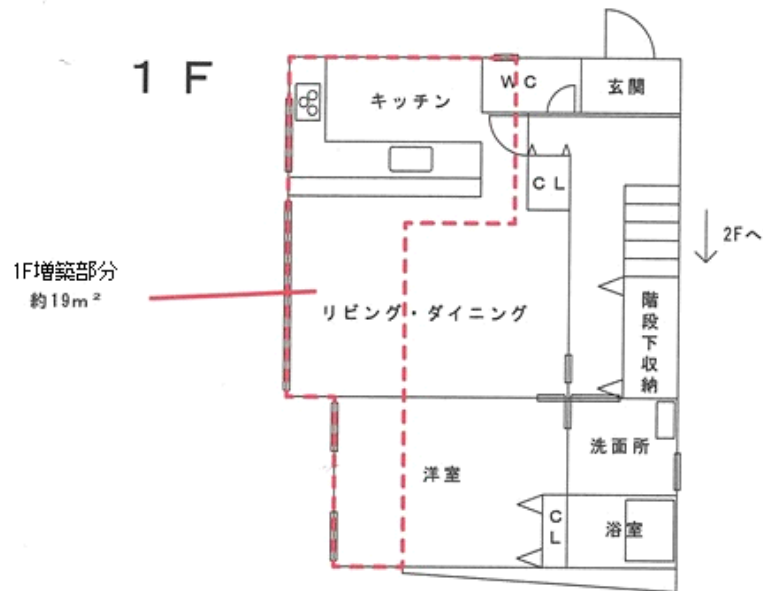 1 F
WC
玄関
キッチン
CL
2Fへ
1F増築部分
約19m²
リビング・ダイニング
階段下収納
洗面所
洋室
CL
浴室